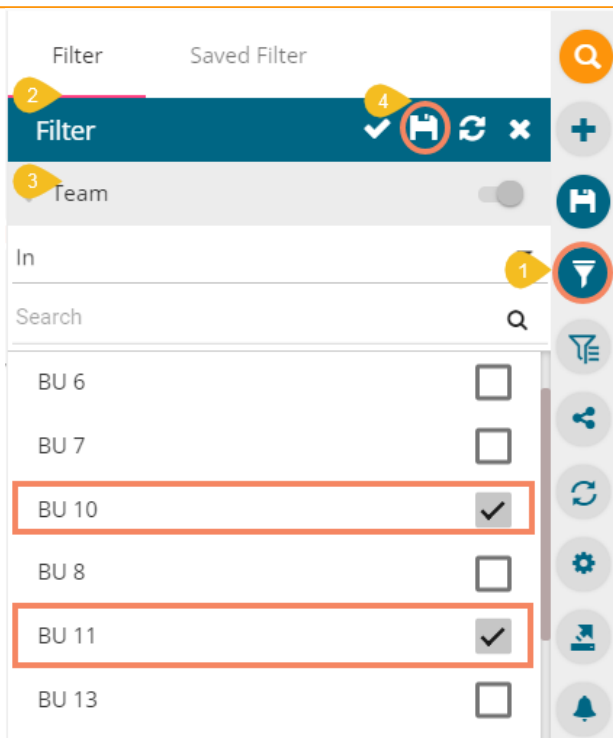 Filter Saved Filter
2 4
Filter
3 Team
In
1
Search
BU 6
BU 7
BU 10
BU 8
BU 11
BU 13